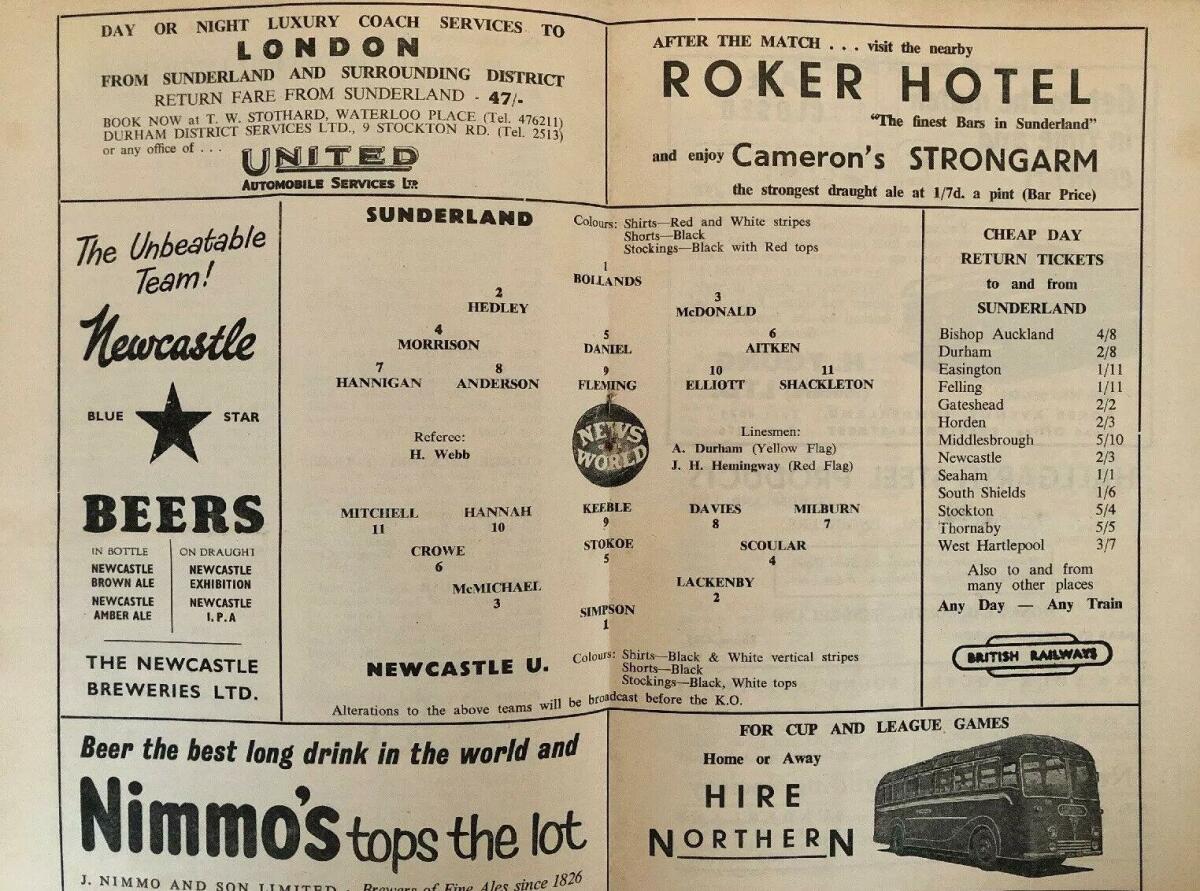 DAY OR NIGHT LUXURY COACH SERVICES TO
LONDON
FROM SUNDERLAND AND SURROUNDING DISTRICT
RETURN FARE FROM SUNDERLAND - 47/-
BOOK NOW at T. W. STOTHARD, WATERLOO PLACE (Tel. 476211)
DURHAM DISTRICT SERVICES LTD., 9 STOCKTON RD. (Tel. 2513)
or any office of . . .
UNITED
AUTOMOBILE SERVICES LTD
AFTER THE MATCH . . . visit the nearby
ROKER HOTEL
"The finest Bars in Sunderland"
and enjoy Cameron's STRONGARM
the strongest draught ale at 1/7d. a pint (Bar Price)
The Unbeatable
Team!
Newcastle
BLUE STAR
BEERS
IN BOTTLE
NEWCASTLE
BROWN ALE
NEWCASTLE
AMBER ALE
ON DRAUGHT
NEWCASTLE
EXHIBITION
NEWCASTLE
I.P.A
THE NEWCASTLE
BREWERIES LTD.
SUNDERLAND
Colours: Shirts—Red and White stripes
Shorts—Black
Stockings—Black with Red tops
1
BOLLANDS
2 3
HEDLEY McDONALD
4 5 6
MORRISON DANIEL AITKEN
7 8 9 10 11
HANNIGAN ANDERSON FLEMING ELLIOTT SHACKLETON
Referee:
H. Webb
NEWS
WORLD
Linesmen:
A. Durham (Yellow Flag)
J. H. Hemingway (Red Flag)
MITCHELL HANNAH KEEBLE DAVIES MILBURN
11 10 9 8 7
CROWE STOKOE SCOULAR
6 5 4
McMICHAEL LACKENBY
3 2
SIMPSON
1
NEWCASTLE U.
Colours: Shirts—Black & White vertical stripes
Shorts—Black
Stockings—Black, White tops
Alterations to the above teams will be broadcast before the K.O.
CHEAP DAY
RETURN TICKETS
to and from
SUNDERLAND
Bishop Auckland 4/8
Durham 2/8
Easington 1/11
Felling 1/11
Gateshead 2/2
Horden 2/3
Middlesbrough 5/10
Newcastle 2/3
Seaham 1/1
South Shields 1/6
Stockton 5/4
Thornaby 5/5
West Hartlepool 3/7
Also to and from
many other places
Any Day — Any Train
BRITISH RAILWAYS
Beer the best long drink in the world and
Nimmo's tops the lot
J. NIMMO AND SON LIMITED . Brewers of Fine Ales since 1826
FOR CUP AND LEAGUE GAMES
Home or Away
HIRE
NORTHERN